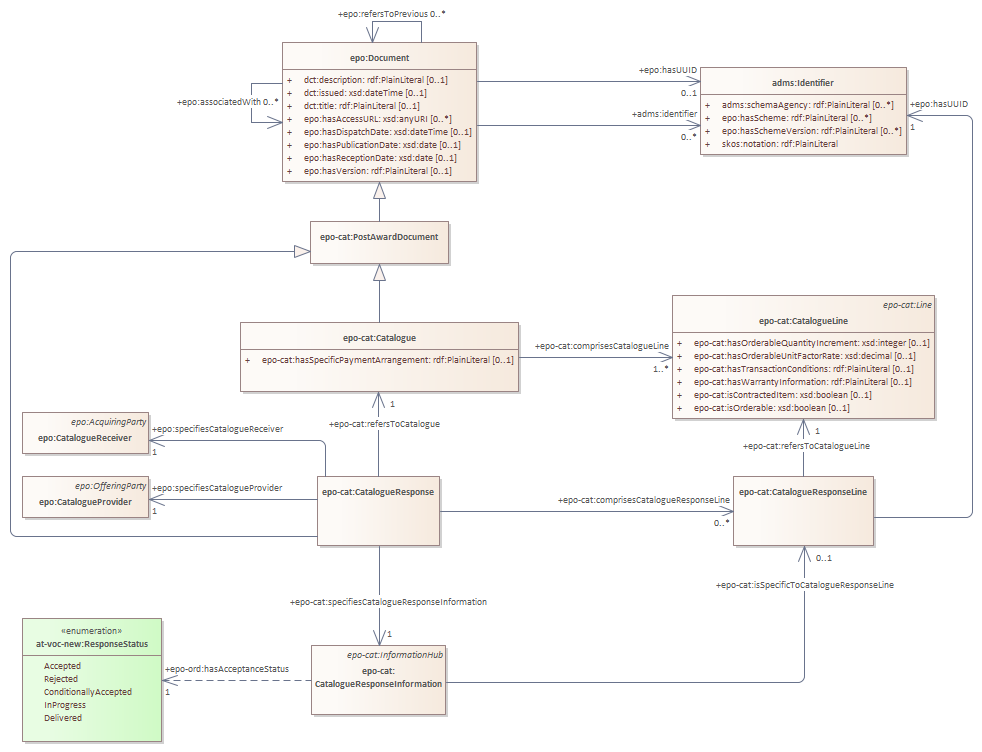 +epo:refersToPrevious 0..*
epo:Document
+ dct:description: rdf:PlainLiteral [0..1]
+ dct:issued: xsd:dateTime [0..1]
+ dct:title: rdf:PlainLiteral [0..1]
+ epo:hasAccessURL: xsd:anyURI [0..*]
+ epo:hasDispatchDate: xsd:dateTime [0..1]
+ epo:hasPublicationDate: xsd:date [0..1]
+ epo:hasReceptionDate: xsd:date [0..1]
+ epo:hasVersion: rdf:PlainLiteral [0..1]
+epo:associatedWith 0..*
+epo:hasUUID
0..1
+adms:identifier
0..*
adms:Identifier
+ adms:schemaAgency: rdf:PlainLiteral [0..*]
+ epo:hasScheme: rdf:PlainLiteral [0..*]
+ epo:hasSchemeVersion: rdf:PlainLiteral [0..*]
+ skos:notation: rdf:PlainLiteral
+epo:hasUUID
1
epo-cat:PostAwardDocument
epo-cat:Catalogue
+ epo-cat:hasSpecificPaymentArrangement: rdf:PlainLiteral [0..1]
+epo-cat:comprisesCatalogueLine
1..*
epo-cat:Line
epo-cat:CatalogueLine
+ epo-cat:hasOrderableQuantityIncrement: xsd:integer [0..1]
+ epo-cat:hasOrderableUnitFactorRate: xsd:decimal [0..1]
+ epo-cat:hasTransactionConditions: rdf:PlainLiteral [0..1]
+ epo-cat:hasWarrantyInformation: rdf:PlainLiteral [0..1]
+ epo-cat:isContractedItem: xsd:boolean [0..1]
+ epo-cat:isOrderable: xsd:boolean [0..1]
1
+epo-cat:refersToCatalogue
1
+epo-cat:refersToCatalogueLine
epo:AcquiringParty
epo:CatalogueReceiver
+epo:specifiesCatalogueReceiver
1
epo:OfferingParty
epo:CatalogueProvider
+epo:specifiesCatalogueProvider
1
epo-cat:CatalogueResponse
+epo-cat:comprisesCatalogueResponseLine
0..*
epo-cat:CatalogueResponseLine
0..1
+epo-cat:isSpecificToCatalogueResponseLine
+epo-cat:specifiesCatalogueResponseInformation
1
epo-cat:InformationHub
epo-cat:
CatalogueResponseInformation
+epo-ord:hasAcceptanceStatus
1
«enumeration»
at-voc-new:ResponseStatus
Accepted
Rejected
ConditionallyAccepted
InProgress
Delivered